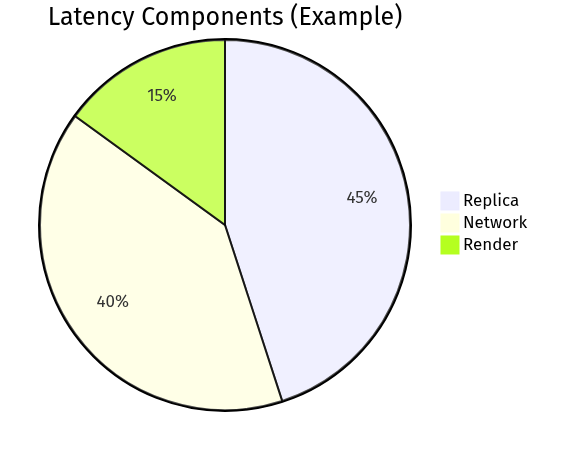 Latency Components (Example)
15%
45%
40%
Replica
Network
Render